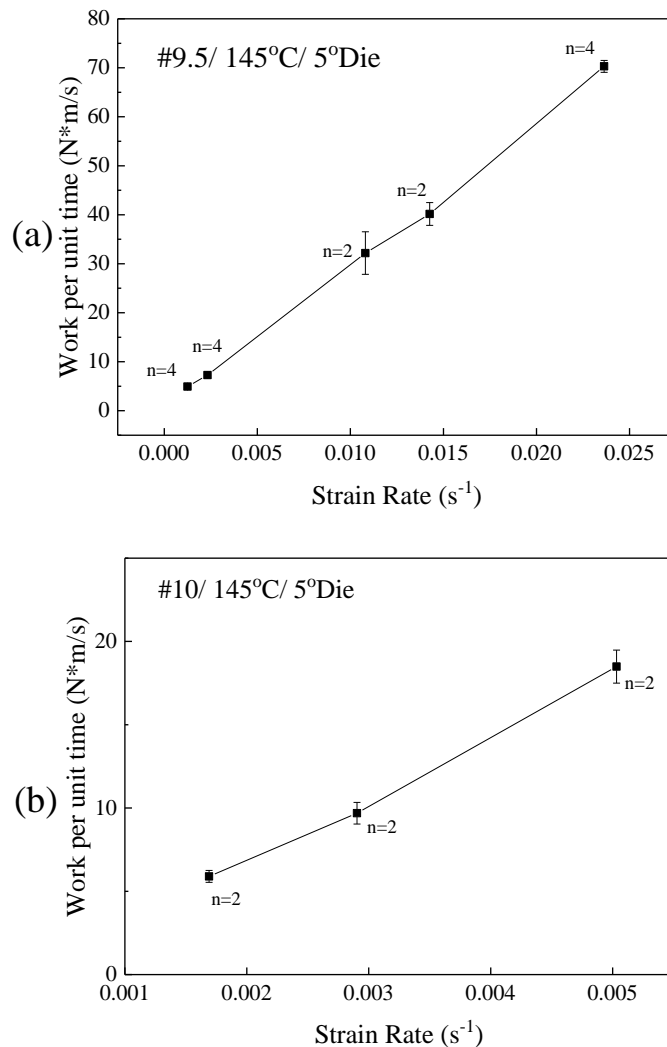 #9.5/ 145°C/ 5°Die
(a)
Work per unit time (N*m/s)
80
70
60
50
40
30
20
10
0
n=4
n=4
n=2
n=2
n=4
0.000 0.005 0.010 0.015 0.020 0.025
Strain Rate (s⁻¹)
#10/ 145°C/ 5°Die
(b)
Work per unit time (N*m/s)
20
10
0
n=2
n=2
n=2
0.001 0.002 0.003 0.004 0.005
Strain Rate (s⁻¹)